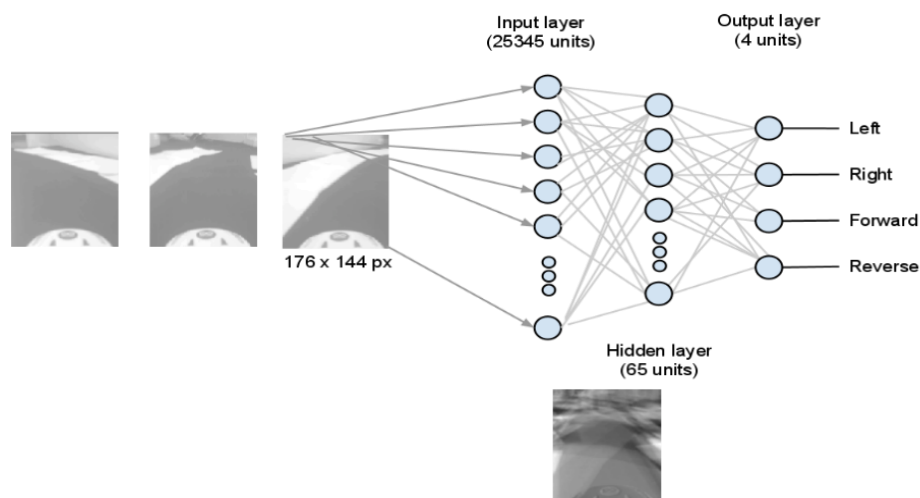 Input layer
(25345 units)
Output layer
(4 units)
Left
Right
Forward
Reverse
176 x 144 px
Hidden layer
(65 units)